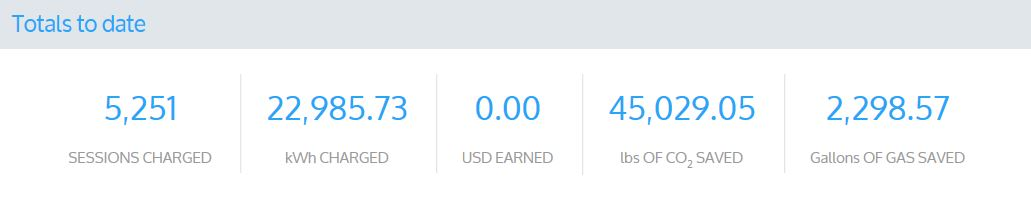 Totals to date
5,251 22,985.73 0.00 45,029.05 2,298.57
SESSIONS CHARGED kWh CHARGED USD EARNED lbs OF CO₂ SAVED Gallons OF GAS SAVED